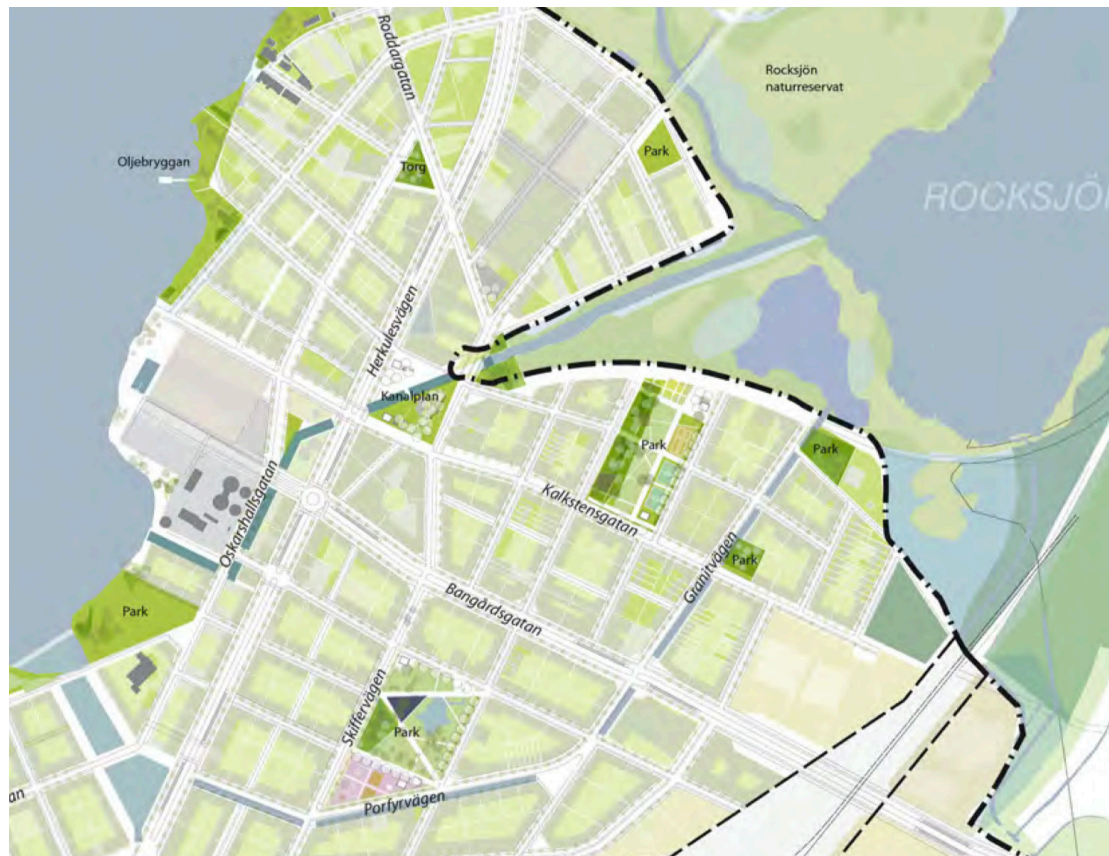 Roddargatan
Rocksjön
naturreservat
Oljebryggan
Torg
Park
ROCKSJÖ
Herkulesvägen
Kanalplan
Park
Park
Oskarshallsgatan
Kalkstensgatan
Park
Granitvägen
Park
Bangårdsgatan
Skiffervägen
Park
Porfyrvägen
an